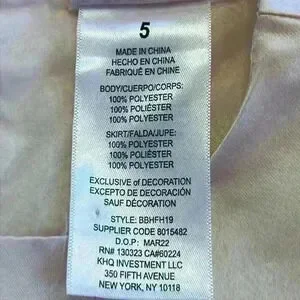 5
MADE IN CHINA
HECHO EN CHINA
FABRIQUÉ EN CHINE
BODY/CUERPO/CORPS:
100% POLYESTER
100% POLIÉSTER
100% POLYESTER
SKIRT/FALDA/JUPE:
100% POLYESTER
100% POLIÉSTER
100% POLYESTER
EXCLUSIVE of DECORATION
EXCEPTO DE DECORACIÓN
SAUF DÉCORATION
STYLE: BBHFH19
SUPPLIER CODE 8015482
D.O.P: MAR22
RN# 130323 CA#60224
KHQ INVESTMENT LLC
350 FIFTH AVENUE
NEW YORK, NY 10118